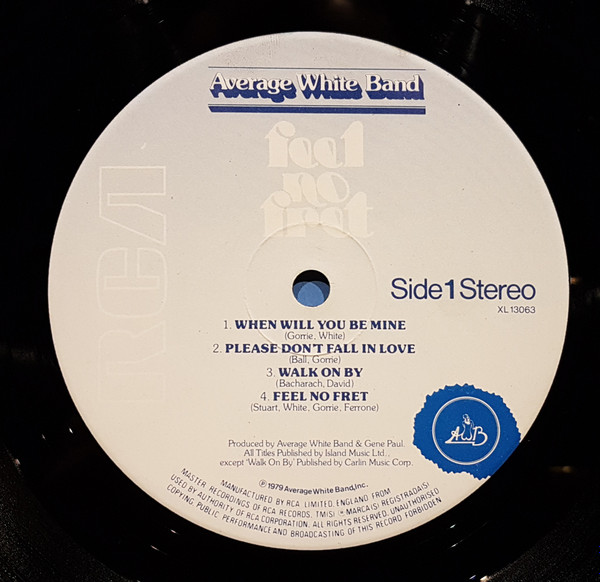 Average White Band
feel
no
fret
RCA
Side 1 Stereo
XL 13063
1. WHEN WILL YOU BE MINE
(Gorrie, White)
2. PLEASE DON'T FALL IN LOVE
(Ball, Gorrie)
3. WALK ON BY
(Bacharach, David)
4. FEEL NO FRET
(Stuart, White, Gorrie, Ferrone)
AWB
Produced by Average White Band & Gene Paul.
All Titles Published by Island Music Ltd.,
except 'Walk On By' Published by Carlin Music Corp.
℗ 1979 Average White Band, Inc.
MANUFACTURED BY RCA LIMITED, ENGLAND FROM
MASTER RECORDINGS OF RCA RECORDS. TMK(S) ® MARCA(S) REGISTRADA(S)
USED BY AUTHORITY OF RCA CORPORATION. ALL RIGHTS RESERVED. UNAUTHORISED
COPYING, PUBLIC PERFORMANCE AND BROADCASTING OF THIS RECORD FORBIDDEN